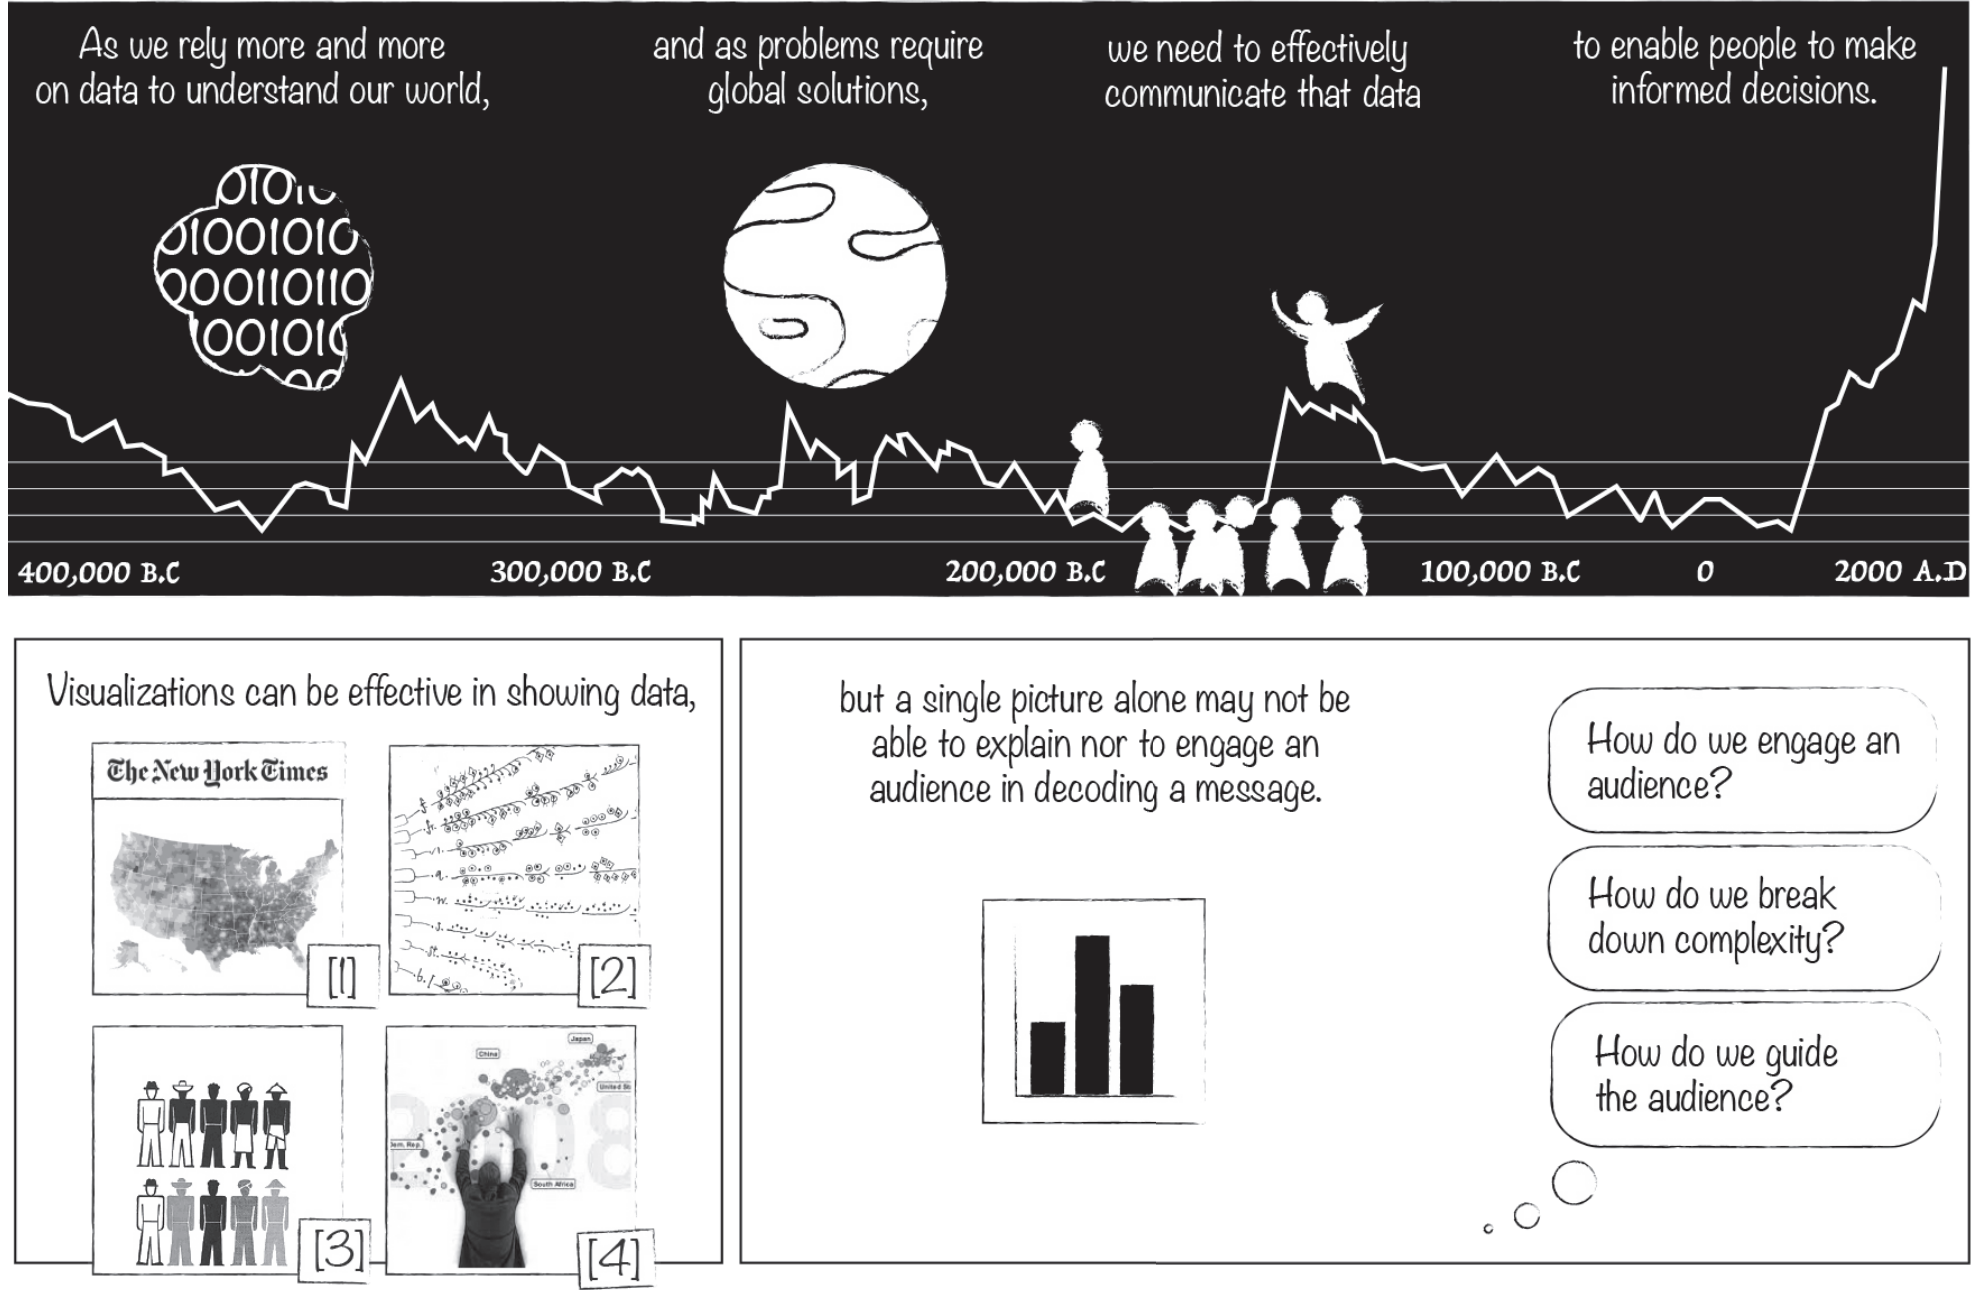 As we rely more and more
on data to understand our world,
and as problems require
global solutions,
we need to effectively
communicate that data
to enable people to make
informed decisions.
01010
01001010
000110110
001010
00
400,000 B.C
300,000 B.C
200,000 B.C
100,000 B.C
0
2000 A.D
Visualizations can be effective in showing data,
The New York Times
[1]
[2]
[3]
China
Japan
United St
2008
Dem. Rep.
South Africa
[4]
but a single picture alone may not be
able to explain nor to engage an
audience in decoding a message.
How do we engage an
audience?
How do we break
down complexity?
How do we guide
the audience?